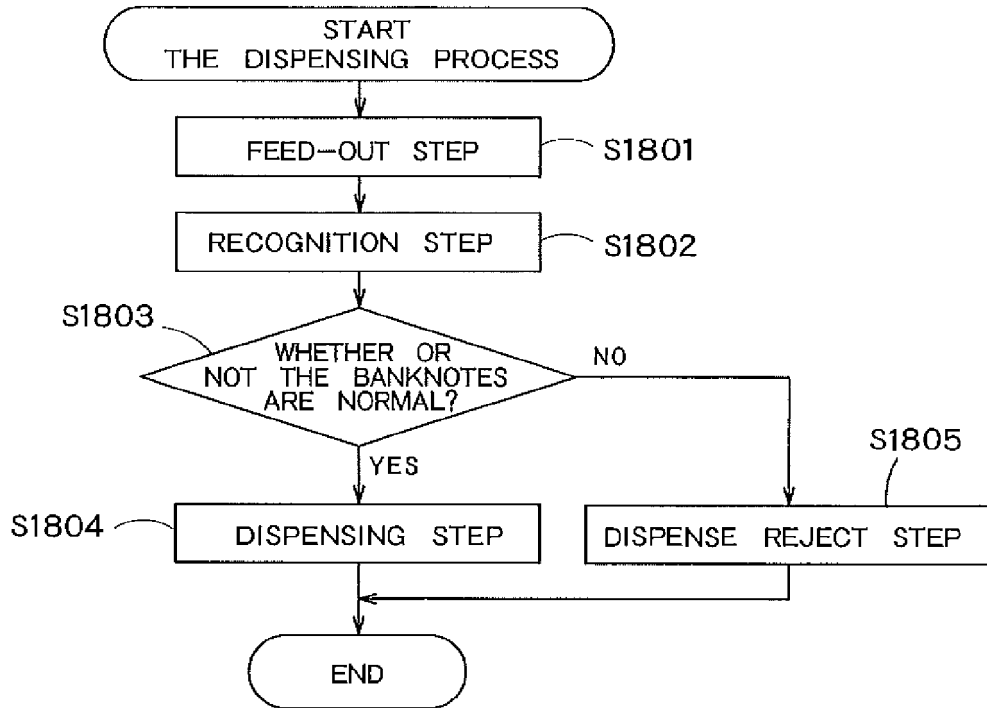 START
THE DISPENSING PROCESS
FEED-OUT STEP
S1801
RECOGNITION STEP
S1802
S1803
WHETHER OR
NOT THE BANKNOTES
ARE NORMAL?
NO
YES
S1805
S1804
DISPENSING STEP
DISPENSE REJECT STEP
END